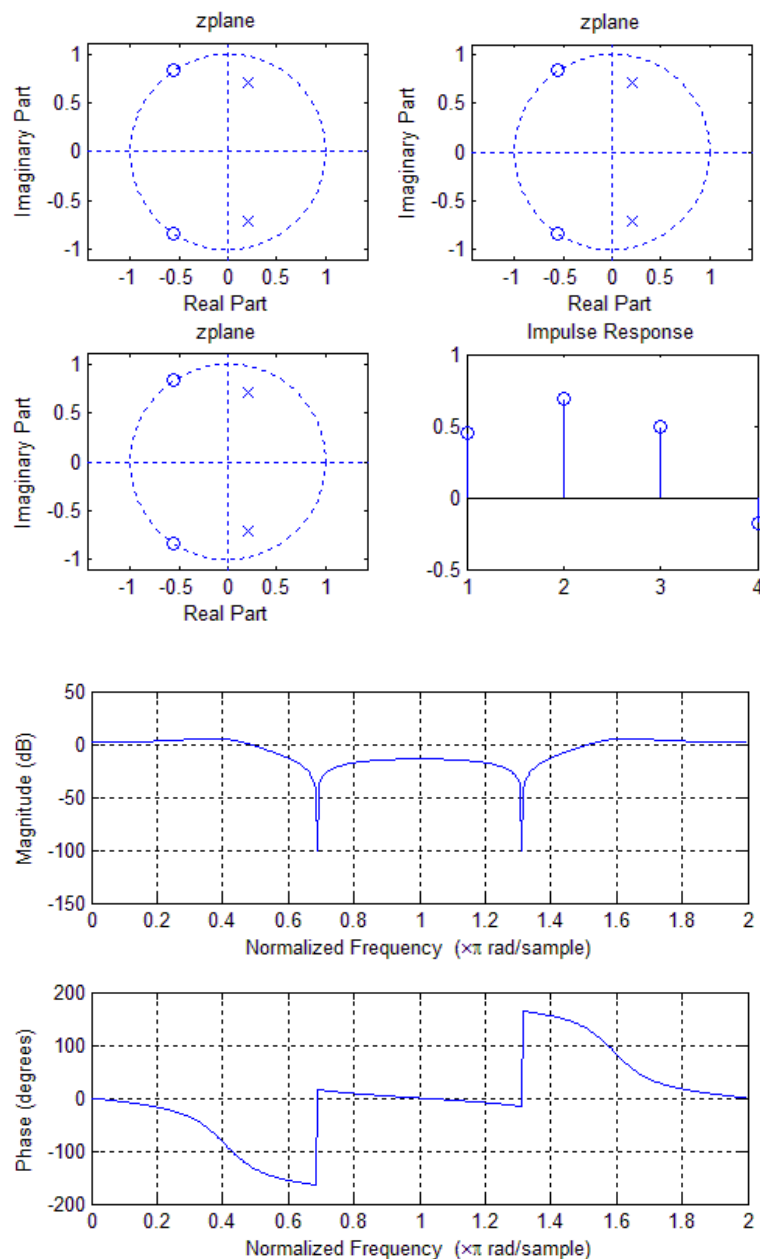 zplane
1
0.5
0
-0.5
-1
Imaginary Part
-1 -0.5 0 0.5 1
Real Part
zplane
1
0.5
0
-0.5
-1
Imaginary Part
-1 -0.5 0 0.5 1
Real Part
zplane
1
0.5
0
-0.5
-1
Imaginary Part
-1 -0.5 0 0.5 1
Real Part
Impulse Response
1
0.5
0
-0.5
1 2 3 4
50
0
-50
-100
-150
Magnitude (dB)
0 0.2 0.4 0.6 0.8 1 1.2 1.4 1.6 1.8 2
Normalized Frequency (×π rad/sample)
200
100
0
-100
-200
Phase (degrees)
0 0.2 0.4 0.6 0.8 1 1.2 1.4 1.6 1.8 2
Normalized Frequency (×π rad/sample)